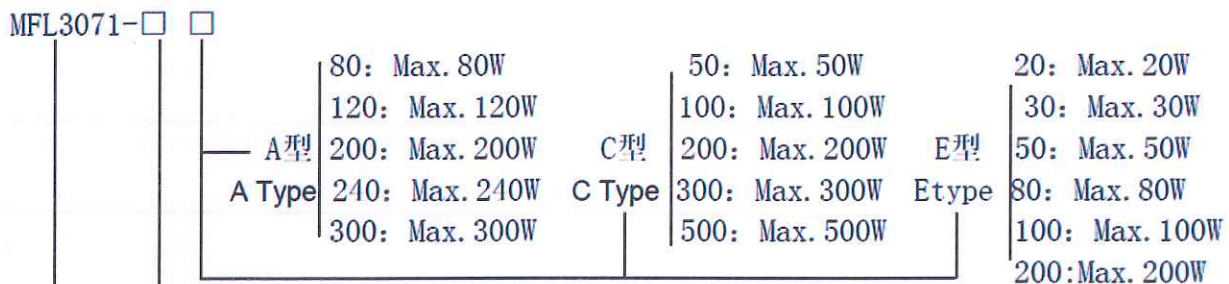 MFL3071-□ □
80: Max. 80W 50: Max. 50W 20: Max. 20W
120: Max. 120W 100: Max. 100W 30: Max. 30W
A型 200: Max. 200W C型 200: Max. 200W E型 50: Max. 50W
A Type 240: Max. 240W C Type 300: Max. 300W Etype 80: Max. 80W
300: Max. 300W 500: Max. 500W 100: Max. 100W
200:Max. 200W